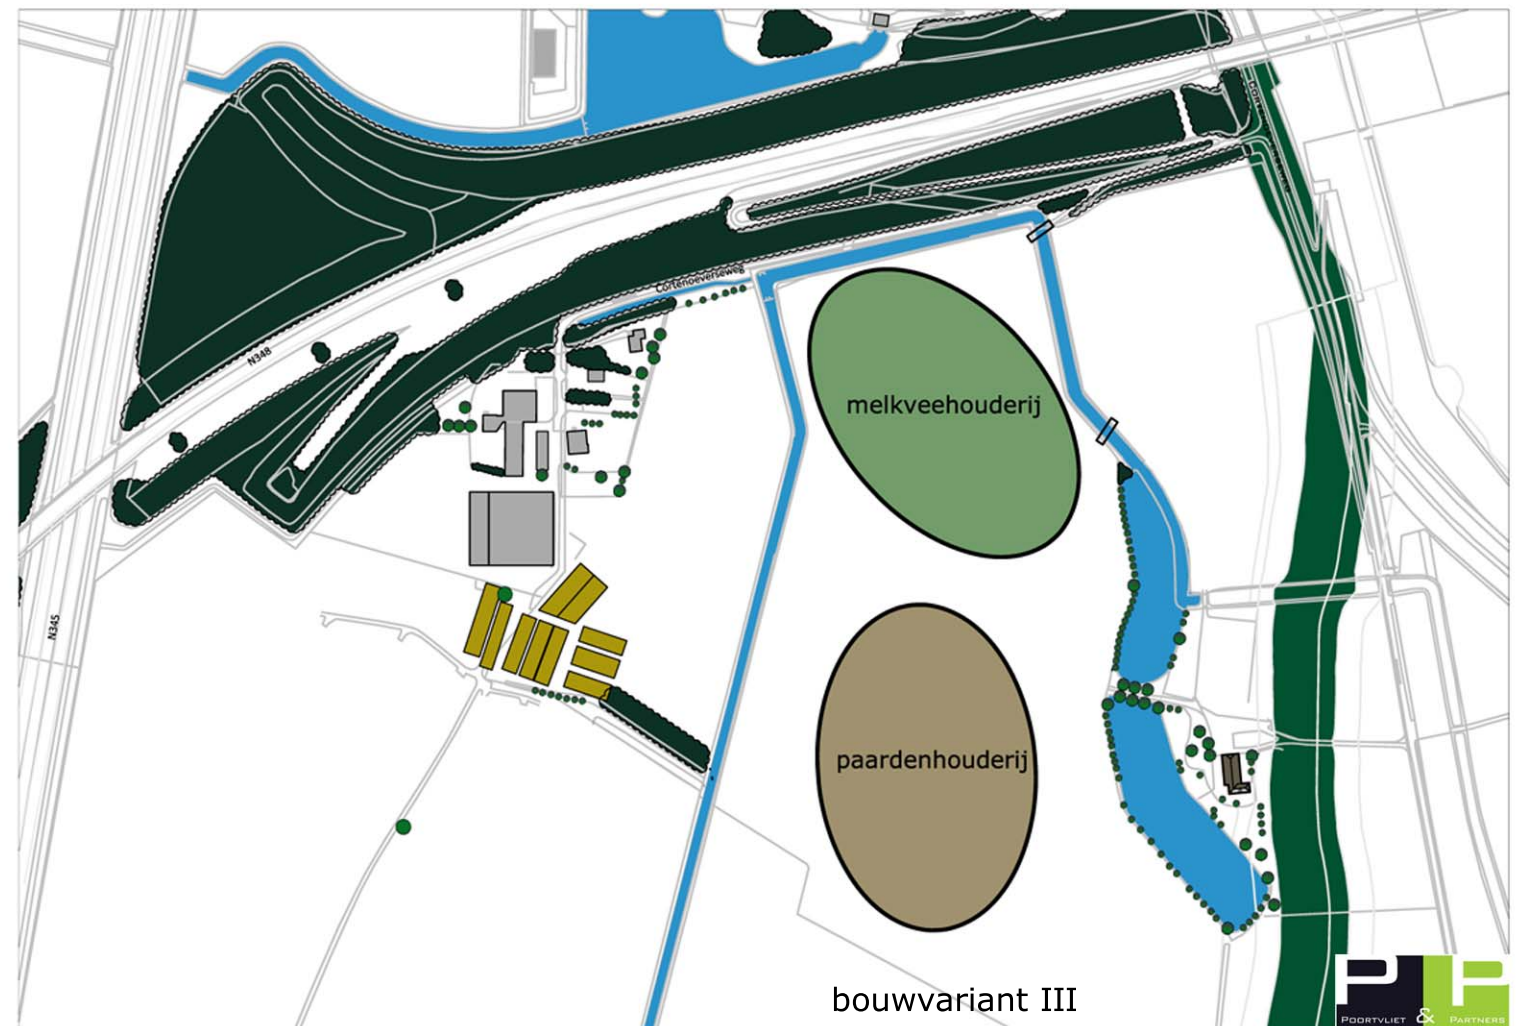 Cortenoeverseweg
N348
melkveehouderij
N345
paardenhouderij
bouwvariant III
P P
POORTVLIET & PARTNERS